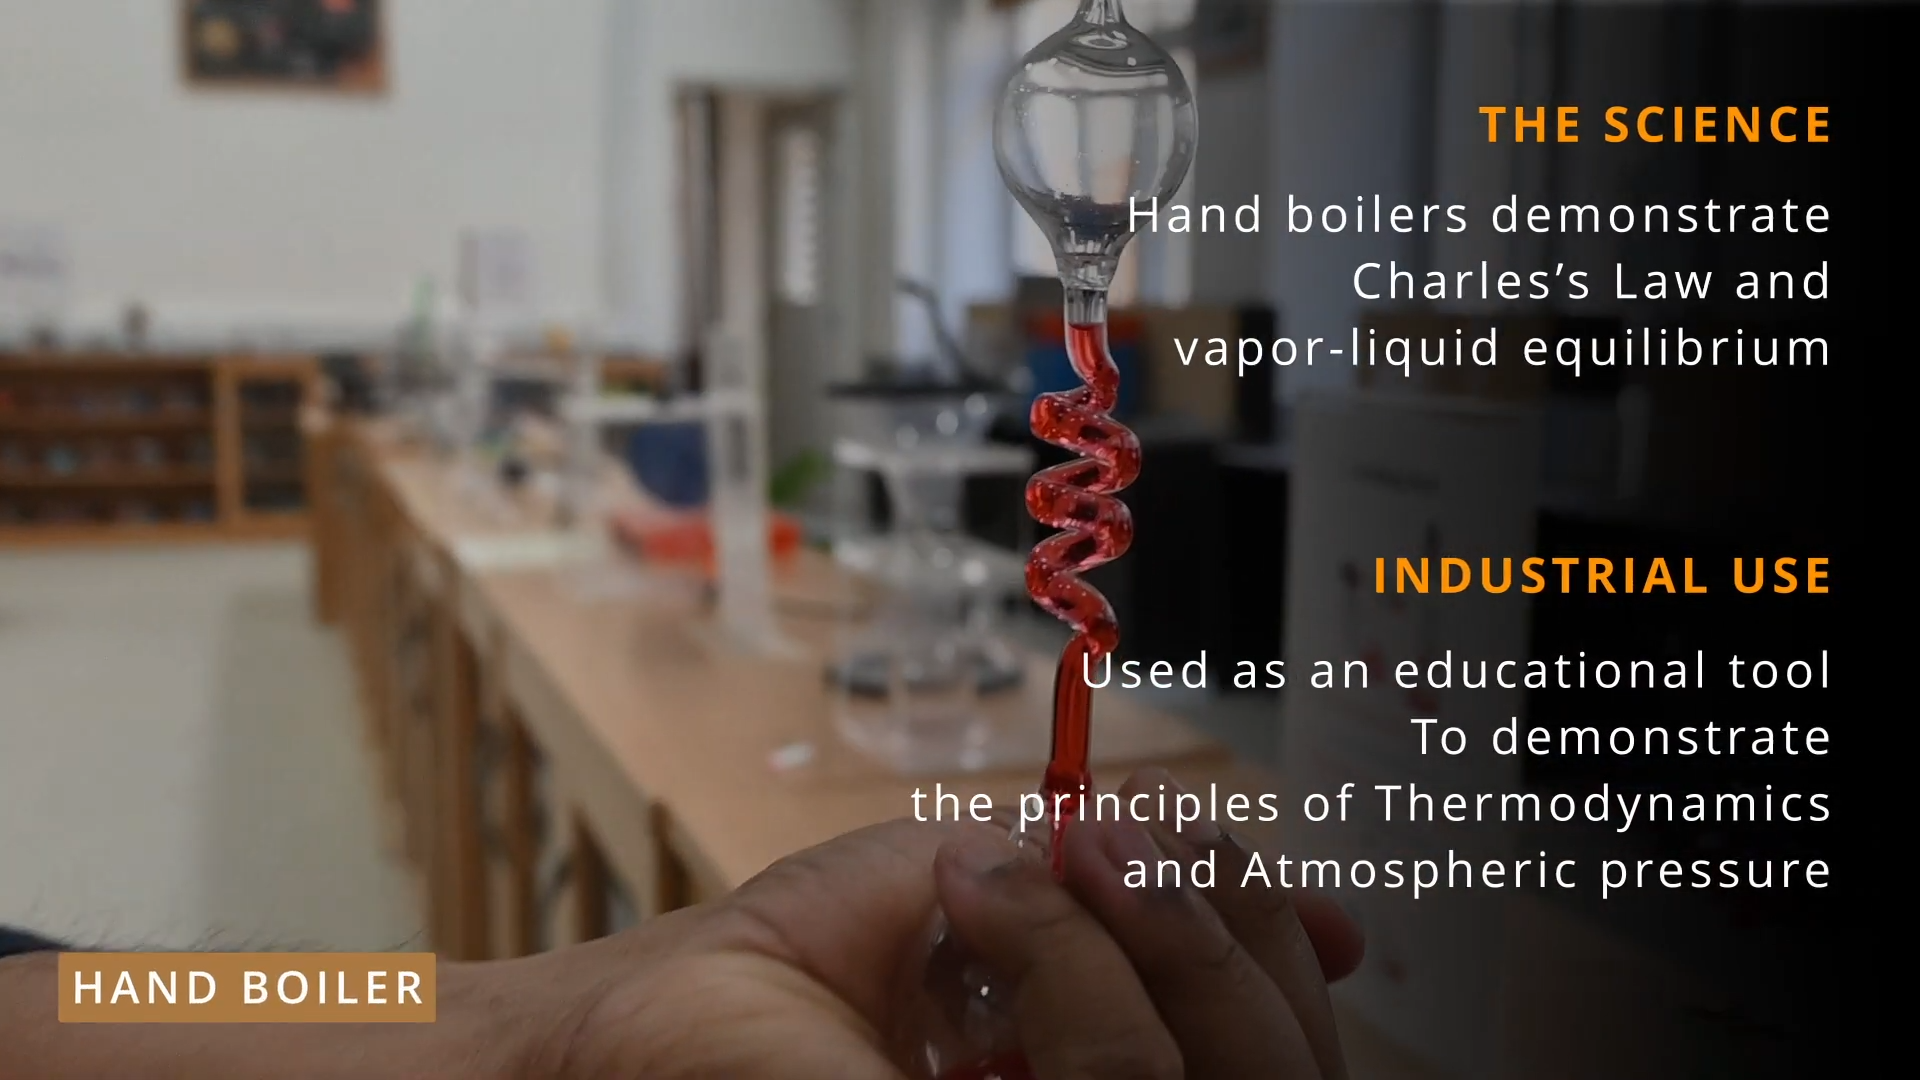 THE SCIENCE
Hand boilers demonstrate
Charles’s Law and
vapor-liquid equilibrium
INDUSTRIAL USE
Used as an educational tool
To demonstrate
the principles of Thermodynamics
and Atmospheric pressure
HAND BOILER